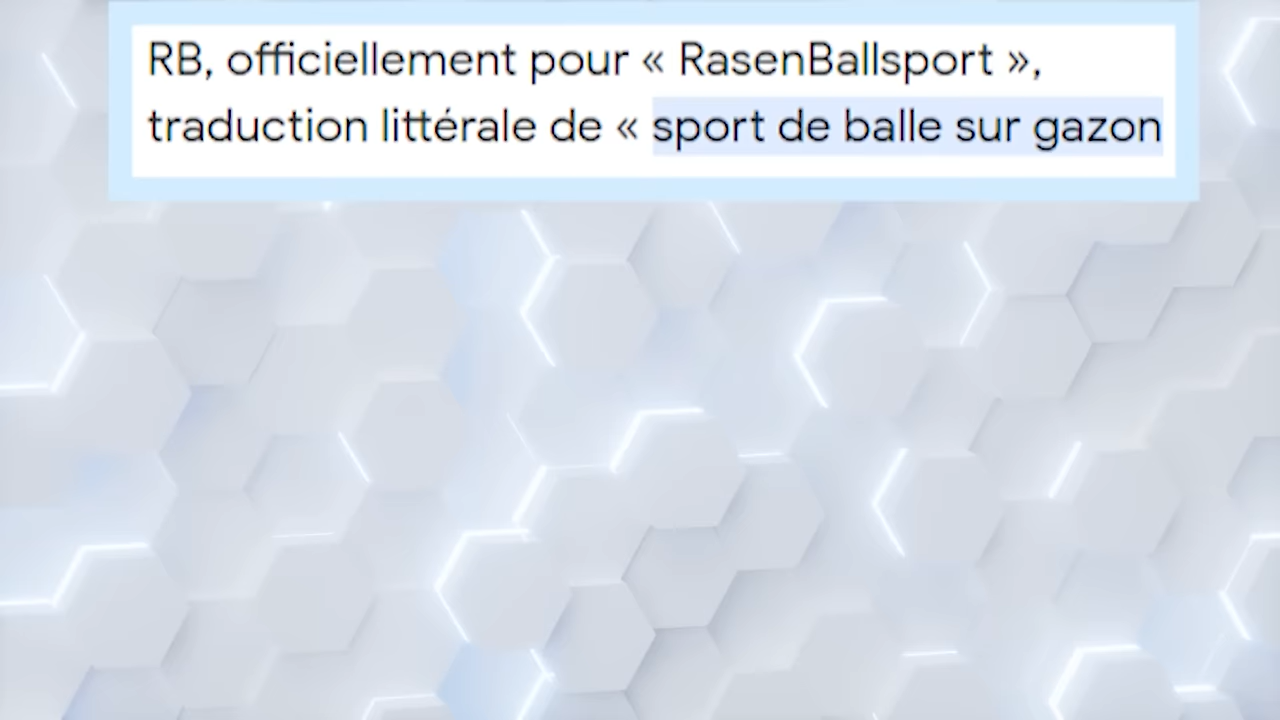 RB, officiellement pour « RasenBallsport »,
traduction littérale de « sport de balle sur gazon